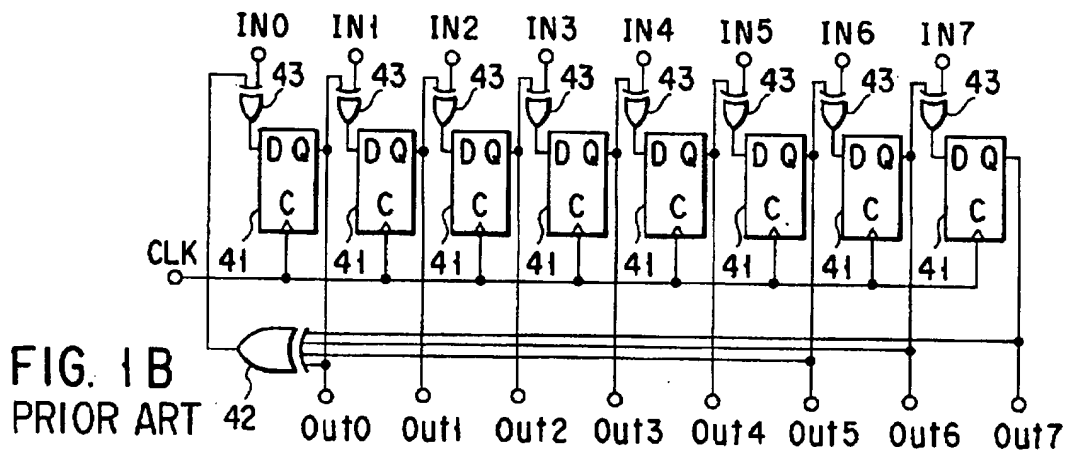 IN0 IN1 IN2 IN3 IN4 IN5 IN6 IN7
43 43 43 43 43 43 43 43
D Q D Q D Q D Q D Q D Q D Q D Q
C C C C C C C C
CLK 41 41 41 41 41 41 41 41
FIG. 1B
PRIOR ART 42
Out0 Out1 Out2 Out3 Out4 Out5 Out6 Out7